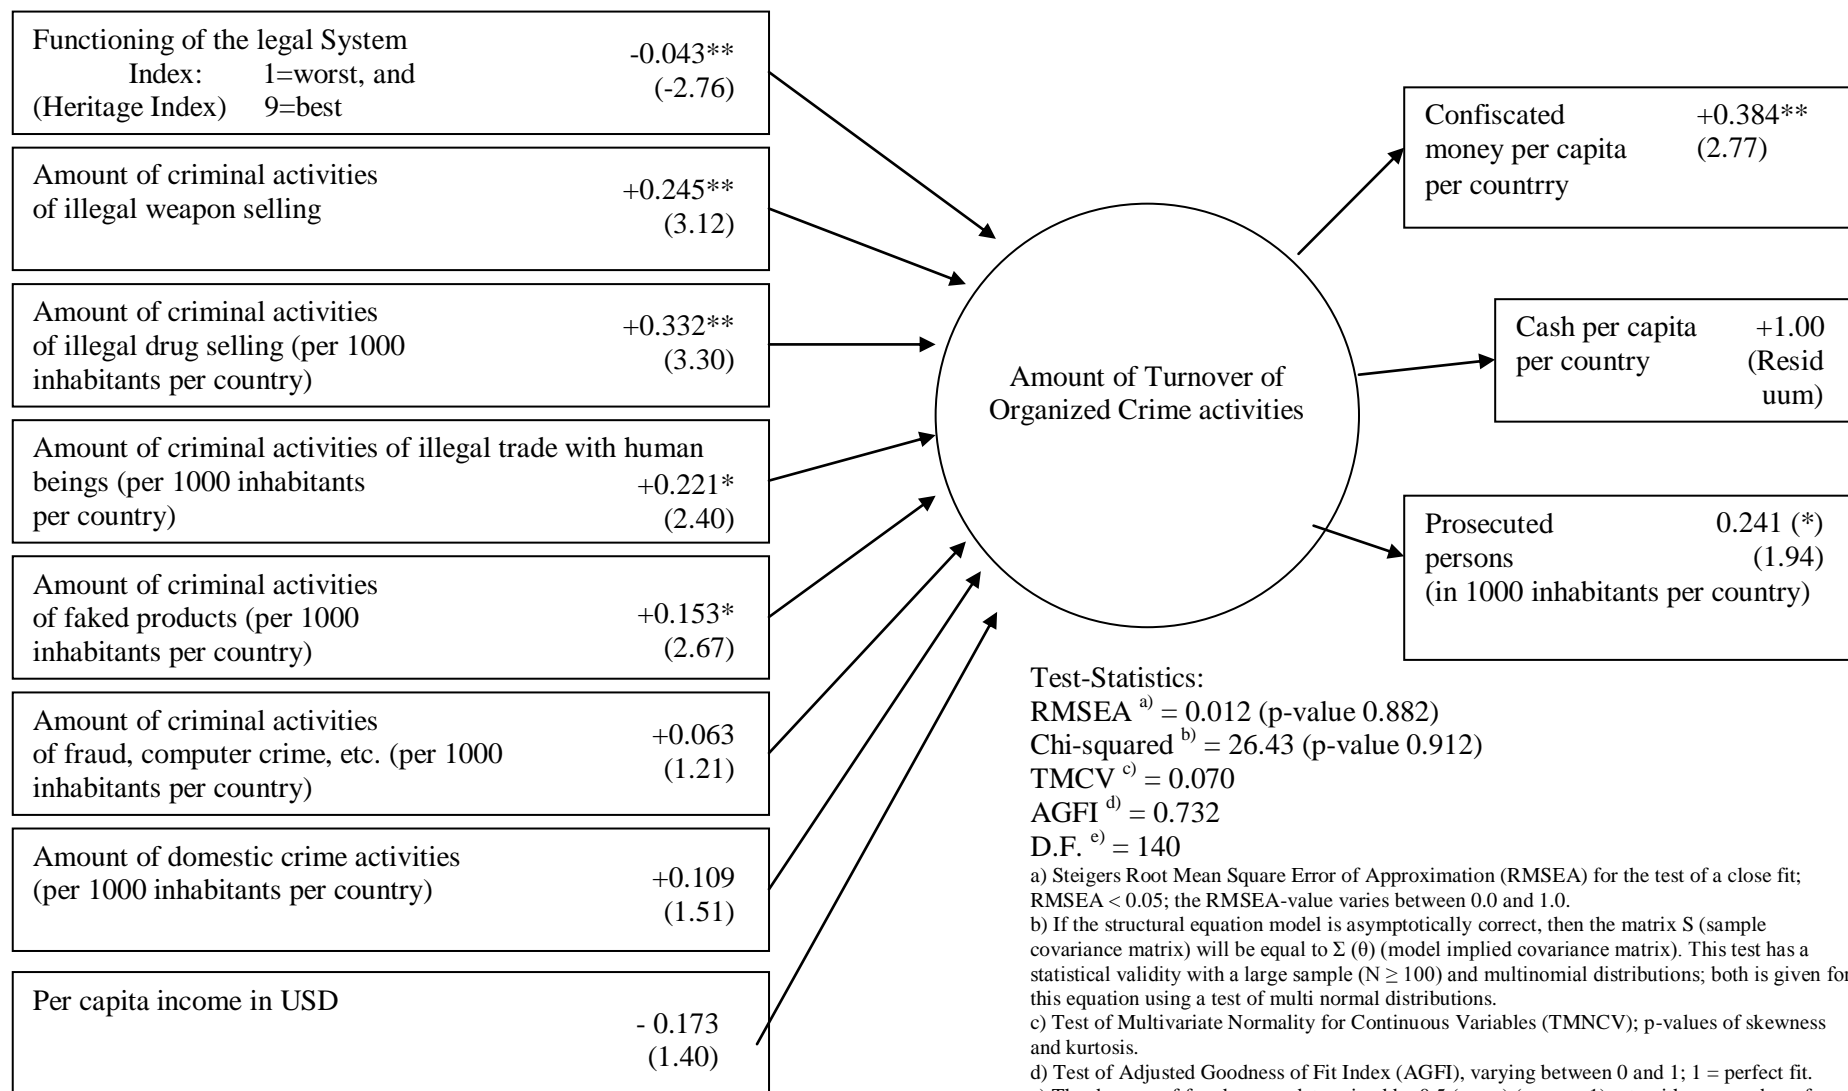 Functioning of the legal System
Index: 1=worst, and
(Heritage Index) 9=best
-0.043**
(-2.76)
Amount of criminal activities
of illegal weapon selling
+0.245**
(3.12)
Amount of criminal activities
of illegal drug selling (per 1000
inhabitants per country)
+0.332**
(3.30)
Amount of criminal activities of illegal trade with human
beings (per 1000 inhabitants
per country)
+0.221*
(2.40)
Amount of criminal activities
of faked products (per 1000
inhabitants per country)
+0.153*
(2.67)
Amount of criminal activities
of fraud, computer crime, etc. (per 1000
inhabitants per country)
+0.063
(1.21)
Amount of domestic crime activities
(per 1000 inhabitants per country)
+0.109
(1.51)
Per capita income in USD
- 0.173
(1.40)
Amount of Turnover of
Organized Crime activities
Confiscated
money per capita
per countrry
+0.384**
(2.77)
Cash per capita
per country
+1.00
(Resid
uum)
Prosecuted
persons
(in 1000 inhabitants per country)
0.241 (*)
(1.94)
Test-Statistics:
RMSEA a) = 0.012 (p-value 0.882)
Chi-squared b) = 26.43 (p-value 0.912)
TMCV c) = 0.070
AGFI d) = 0.732
D.F. e) = 140
a) Steigers Root Mean Square Error of Approximation (RMSEA) for the test of a close fit;
RMSEA < 0.05; the RMSEA-value varies between 0.0 and 1.0.
b) If the structural equation model is asymptotically correct, then the matrix S (sample
covariance matrix) will be equal to Σ (θ) (model implied covariance matrix). This test has a
statistical validity with a large sample (N ≥ 100) and multinomial distributions; both is given for
this equation using a test of multi normal distributions.
c) Test of Multivariate Normality for Continuous Variables (TMNCV); p-values of skewness
and kurtosis.
d) Test of Adjusted Goodness of Fit Index (AGFI), varying between 0 and 1; 1 = perfect fit.